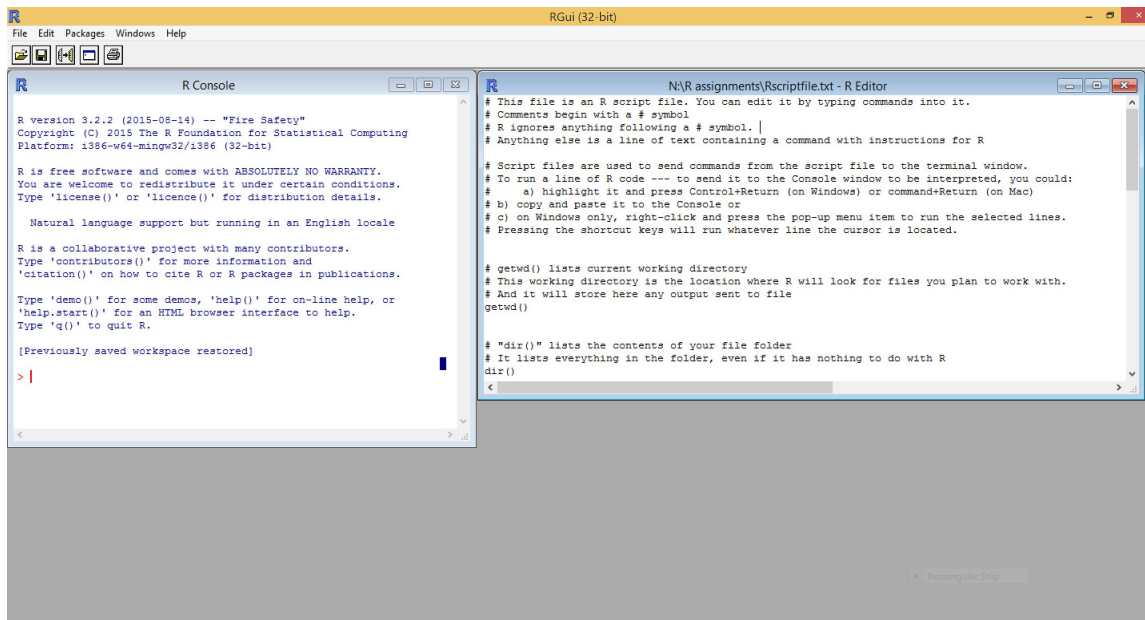 RGui (32-bit)
File Edit Packages Windows Help
R Console
R version 3.2.2 (2015-08-14) -- "Fire Safety"
Copyright (C) 2015 The R Foundation for Statistical Computing
Platform: i386-w64-mingw32/i386 (32-bit)
R is free software and comes with ABSOLUTELY NO WARRANTY.
You are welcome to redistribute it under certain conditions.
Type 'license()' or 'licence()' for distribution details.
Natural language support but running in an English locale
R is a collaborative project with many contributors.
Type 'contributors()' for more information and
'citation()' on how to cite R or R packages in publications.
Type 'demo()' for some demos, 'help()' for on-line help, or
'help.start()' for an HTML browser interface to help.
Type 'q()' to quit R.
[Previously saved workspace restored]
>
N:\R assignments\Rscriptfile.txt - R Editor
# This file is an R script file. You can edit it by typing commands into it.
# Comments begin with a # symbol
# R ignores anything following a # symbol.
# Anything else is a line of text containing a command with instructions for R
# Script files are used to send commands from the script file to the terminal window.
# To run a line of R code --- to send it to the Console window to be interpreted, you could:
# a) highlight it and press Control+Return (on Windows) or command+Return (on Mac)
# b) copy and paste it to the Console or
# c) on Windows only, right-click and press the pop-up menu item to run the selected lines.
# Pressing the shortcut keys will run whatever line the cursor is located.
# getwd() lists current working directory
# This working directory is the location where R will look for files you plan to work with.
# And it will store here any output sent to file
getwd()
# "dir()" lists the contents of your file folder
# It lists everything in the folder, even if it has nothing to do with R
dir()
Rectangular Snip